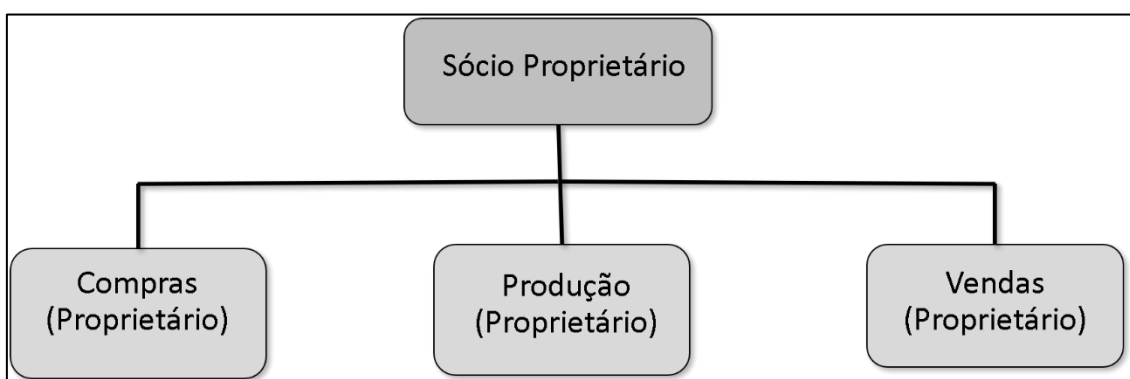 Sócio Proprietário
Compras
(Proprietário)
Produção
(Proprietário)
Vendas
(Proprietário)